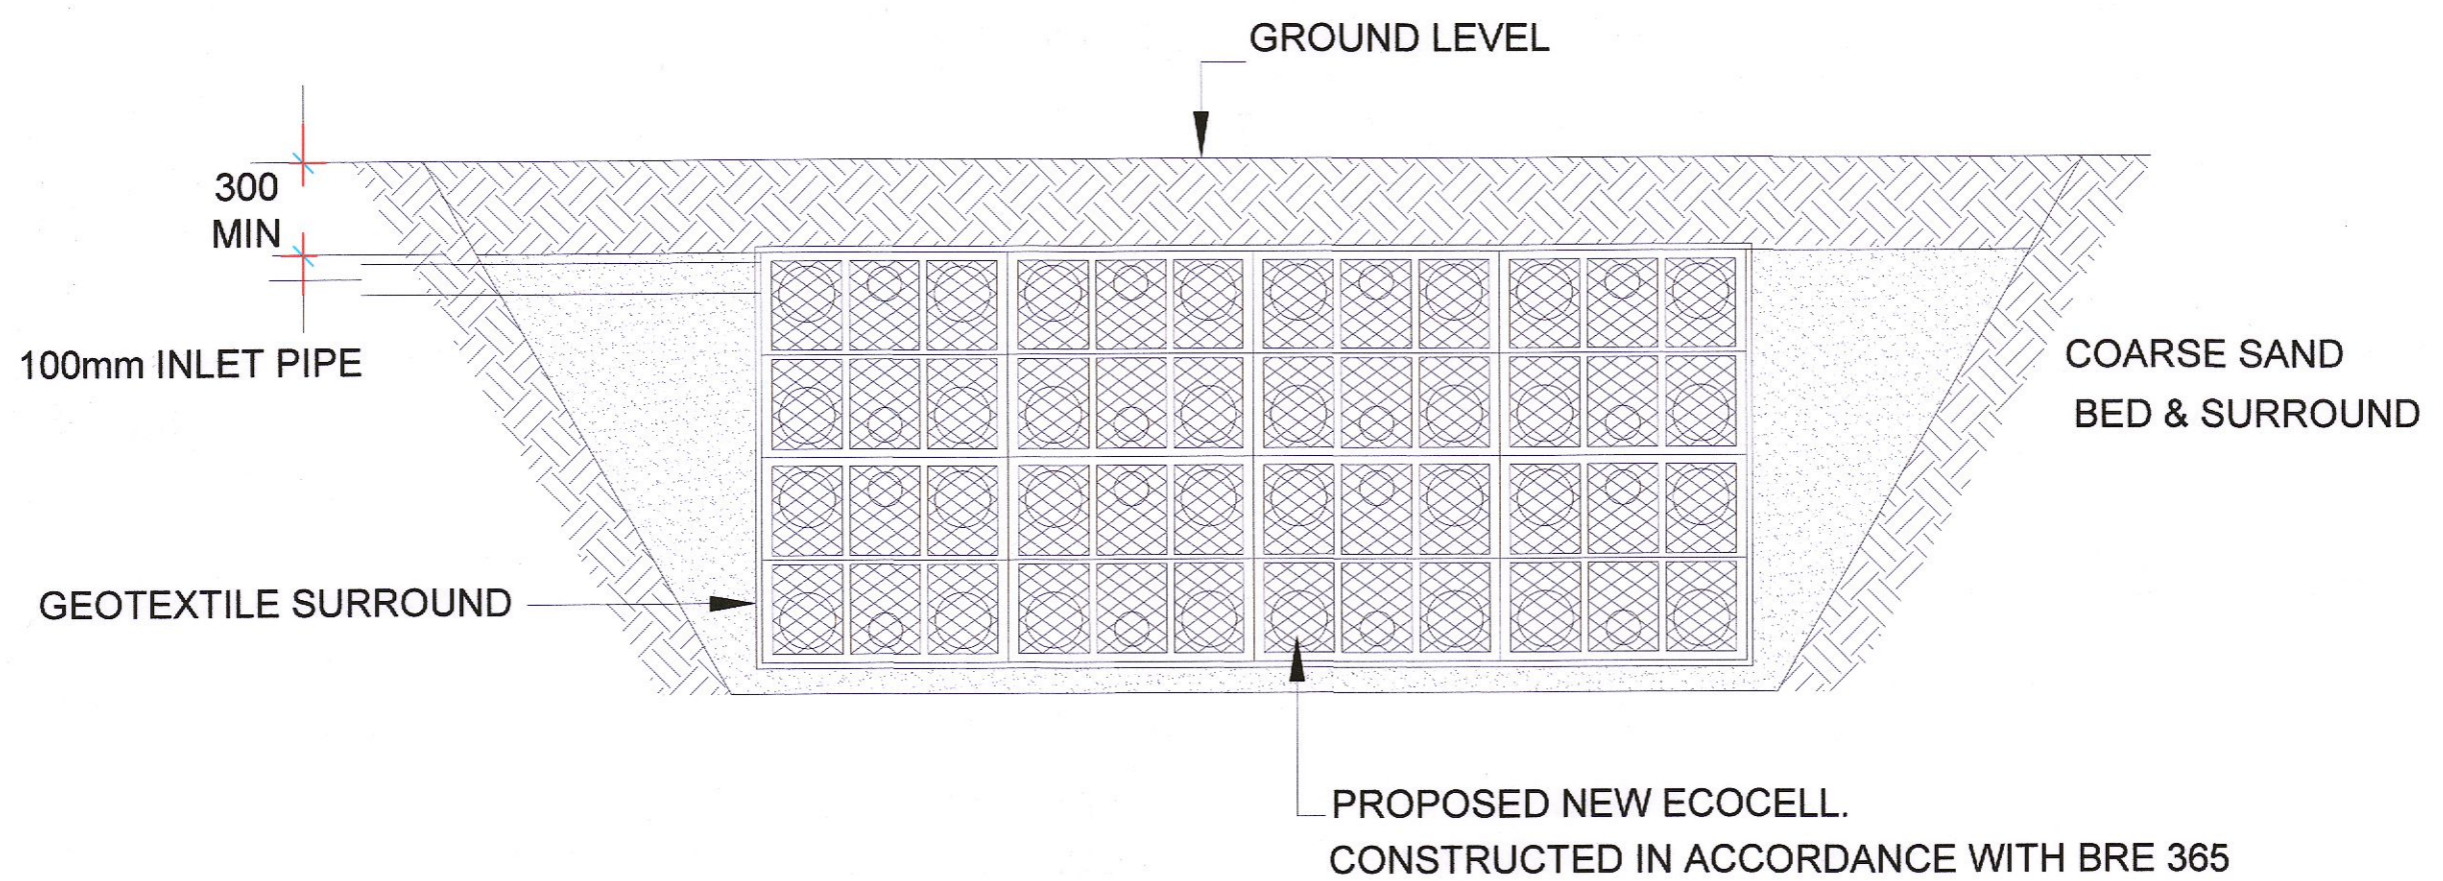 GROUND LEVEL
300
MIN
100mm INLET PIPE
COARSE SAND
BED & SURROUND
GEOTEXTILE SURROUND
PROPOSED NEW ECOCELL.
CONSTRUCTED IN ACCORDANCE WITH BRE 365